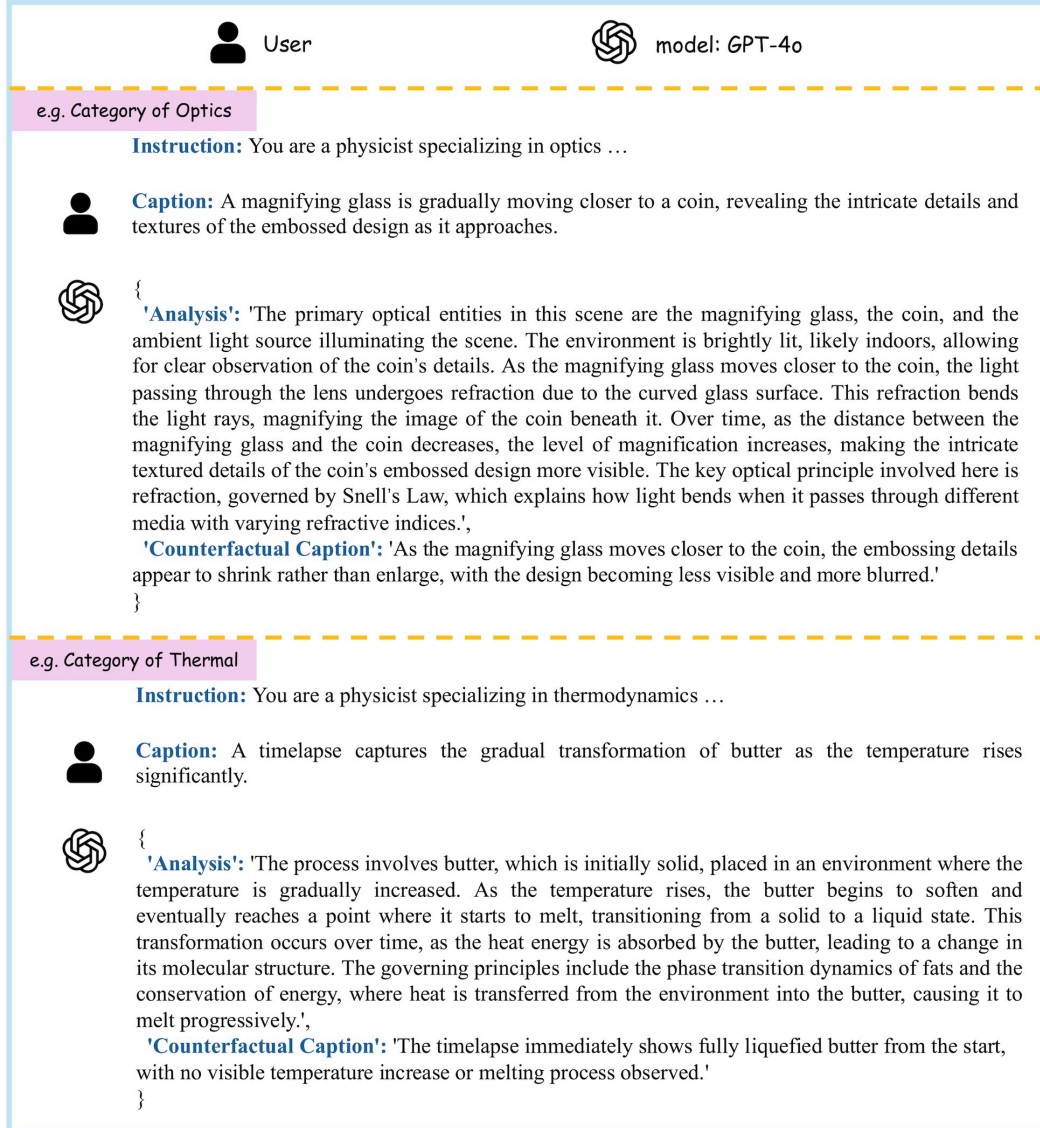 User
model: GPT-4o
e.g. Category of Optics
Instruction: You are a physicist specializing in optics …
Caption: A magnifying glass is gradually moving closer to a coin, revealing the intricate details and
textures of the embossed design as it approaches.
{
'Analysis': 'The primary optical entities in this scene are the magnifying glass, the coin, and the
ambient light source illuminating the scene. The environment is brightly lit, likely indoors, allowing
for clear observation of the coin's details. As the magnifying glass moves closer to the coin, the light
passing through the lens undergoes refraction due to the curved glass surface. This refraction bends
the light rays, magnifying the image of the coin beneath it. Over time, as the distance between the
magnifying glass and the coin decreases, the level of magnification increases, making the intricate
textured details of the coin's embossed design more visible. The key optical principle involved here is
refraction, governed by Snell's Law, which explains how light bends when it passes through different
media with varying refractive indices.',
'Counterfactual Caption': 'As the magnifying glass moves closer to the coin, the embossing details
appear to shrink rather than enlarge, with the design becoming less visible and more blurred.'
}
e.g. Category of Thermal
Instruction: You are a physicist specializing in thermodynamics …
Caption: A timelapse captures the gradual transformation of butter as the temperature rises
significantly.
{
'Analysis': 'The process involves butter, which is initially solid, placed in an environment where the
temperature is gradually increased. As the temperature rises, the butter begins to soften and
eventually reaches a point where it starts to melt, transitioning from a solid to a liquid state. This
transformation occurs over time, as the heat energy is absorbed by the butter, leading to a change in
its molecular structure. The governing principles include the phase transition dynamics of fats and the
conservation of energy, where heat is transferred from the environment into the butter, causing it to
melt progressively.',
'Counterfactual Caption': 'The timelapse immediately shows fully liquefied butter from the start,
with no visible temperature increase or melting process observed.'
}